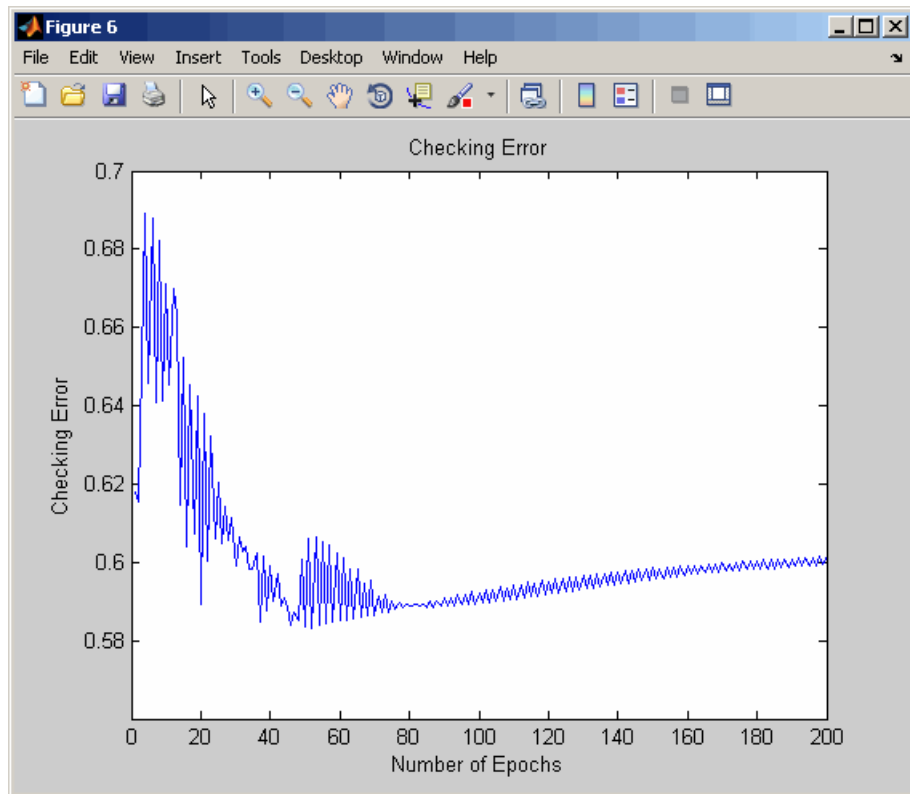 Figure 6
File Edit View Insert Tools Desktop Window Help
Checking Error
0.7
0.68
0.66
0.64
0.62
0.6
0.58
Checking Error
0 20 40 60 80 100 120 140 160 180 200
Number of Epochs